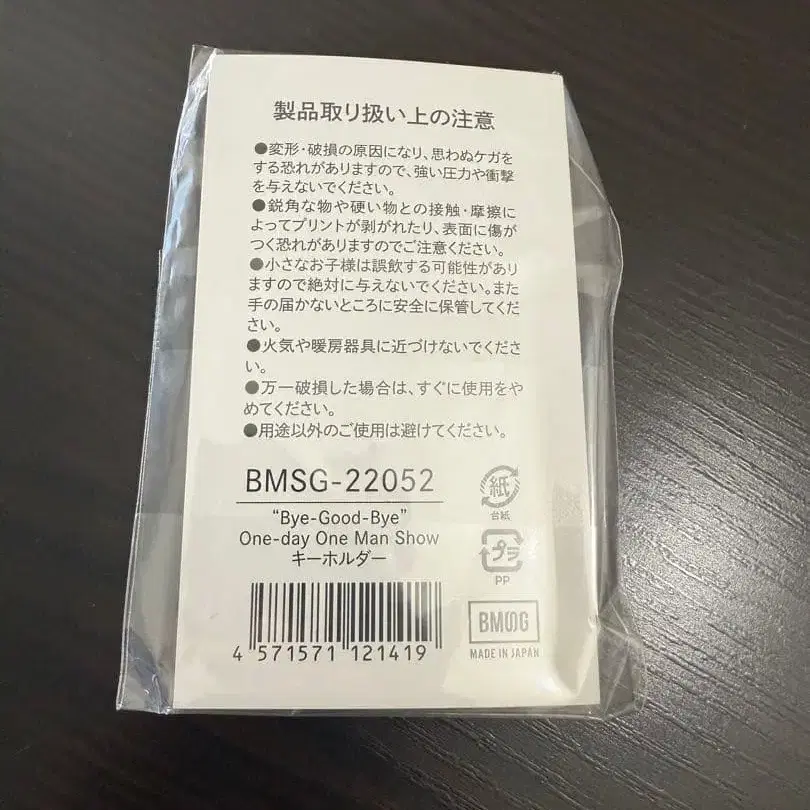 製品取り扱い上の注意
●変形・破損の原因になり、思わぬケガを
する恐れがありますので、強い圧力や衝撃
を与えないでください。
●鋭角な物や硬い物との接触・摩擦に
よってプリントが剥がれたり、表面に傷が
つく恐れがありますのでご注意ください。
●小さなお子様は誤飲する可能性があり
ますので絶対に与えないでください。また
手の届かないところに安全に保管してくだ
さい。
●火気や暖房器具に近づけないでくださ
い。
●万一破損した場合は、すぐに使用をや
めてください。
●用途以外のご使用は避けてください。
BMSG-22052
"Bye-Good-Bye"
One-day One Man Show
キーホルダー
4 571571 121419
紙
台紙
プラ
PP
BMSG
MADE IN JAPAN